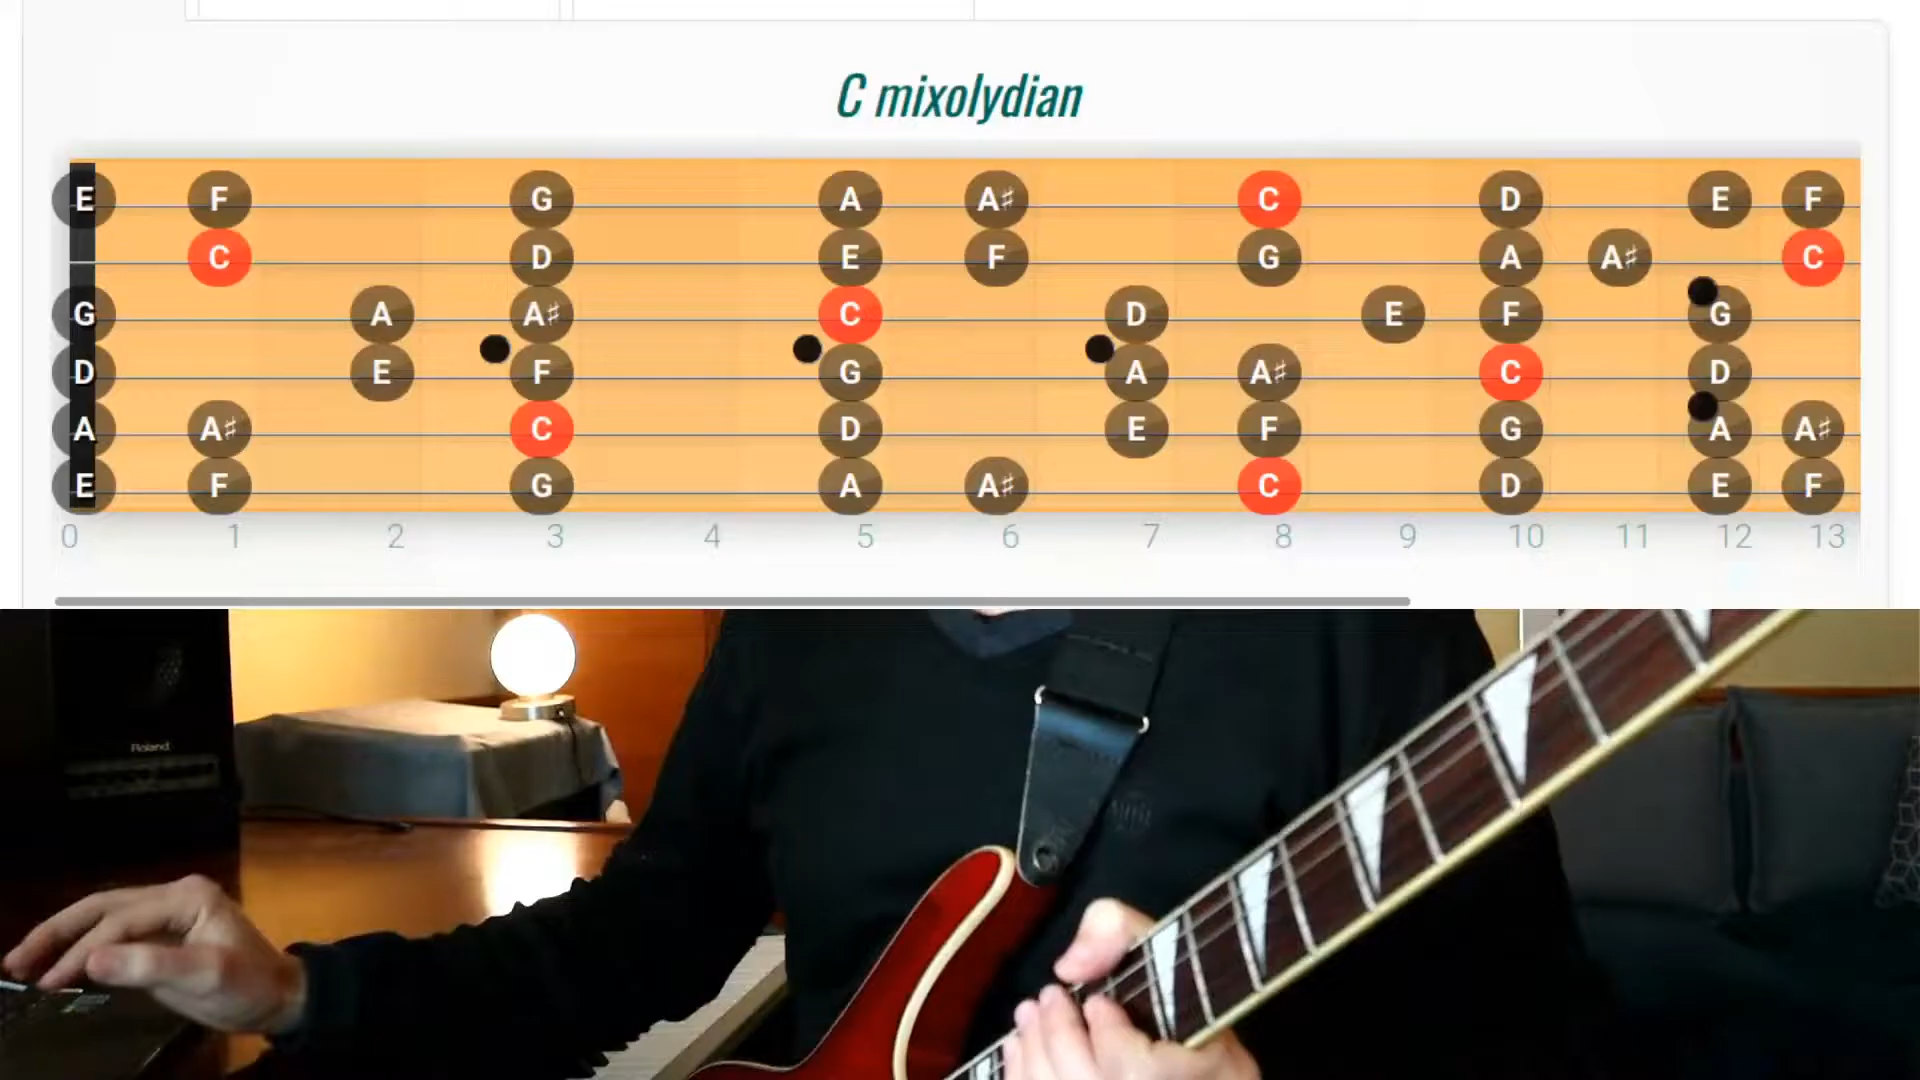 C mixolydian
E F G A A♯ C D E F
C D E F G A A♯ C
G A A♯ C D E F G
D E F G A A♯ C D
A A♯ C D E F G A A♯
E F G A A♯ C D E F
0 1 2 3 4 5 6 7 8 9 10 11 12 13
Roland